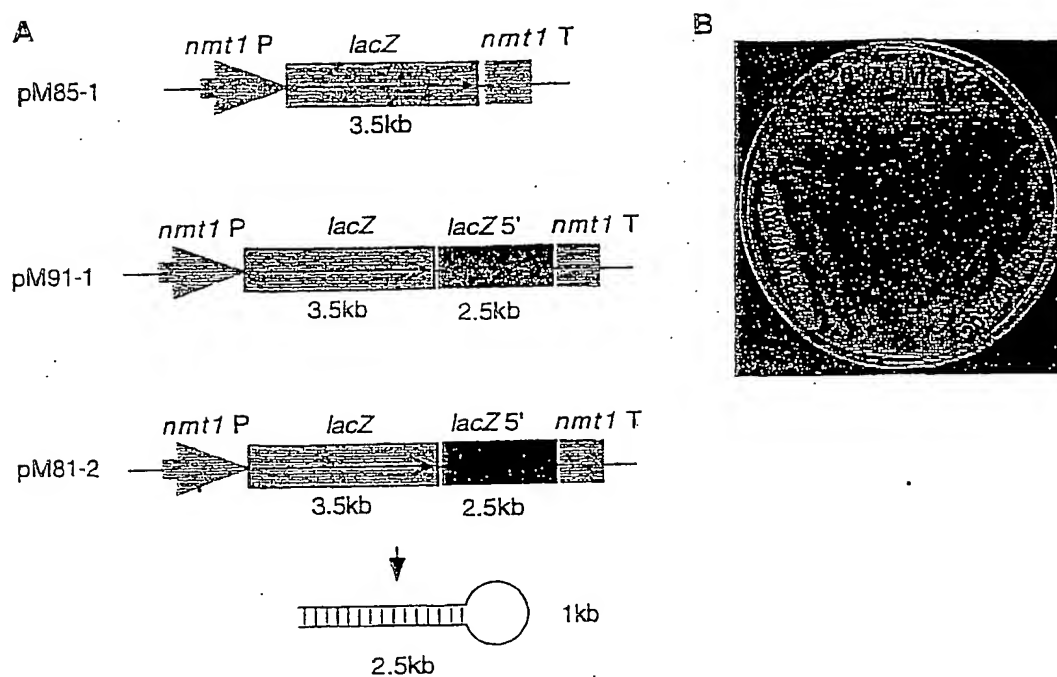 A
nmt1 P lacZ nmt1 T
pM85-1
3.5kb
nmt1 P lacZ lacZ 5' nmt1 T
pM91-1
3.5kb 2.5kb
nmt1 P lacZ lacZ 5' nmt1 T
pM81-2
3.5kb 2.5kb
1kb
2.5kb
B